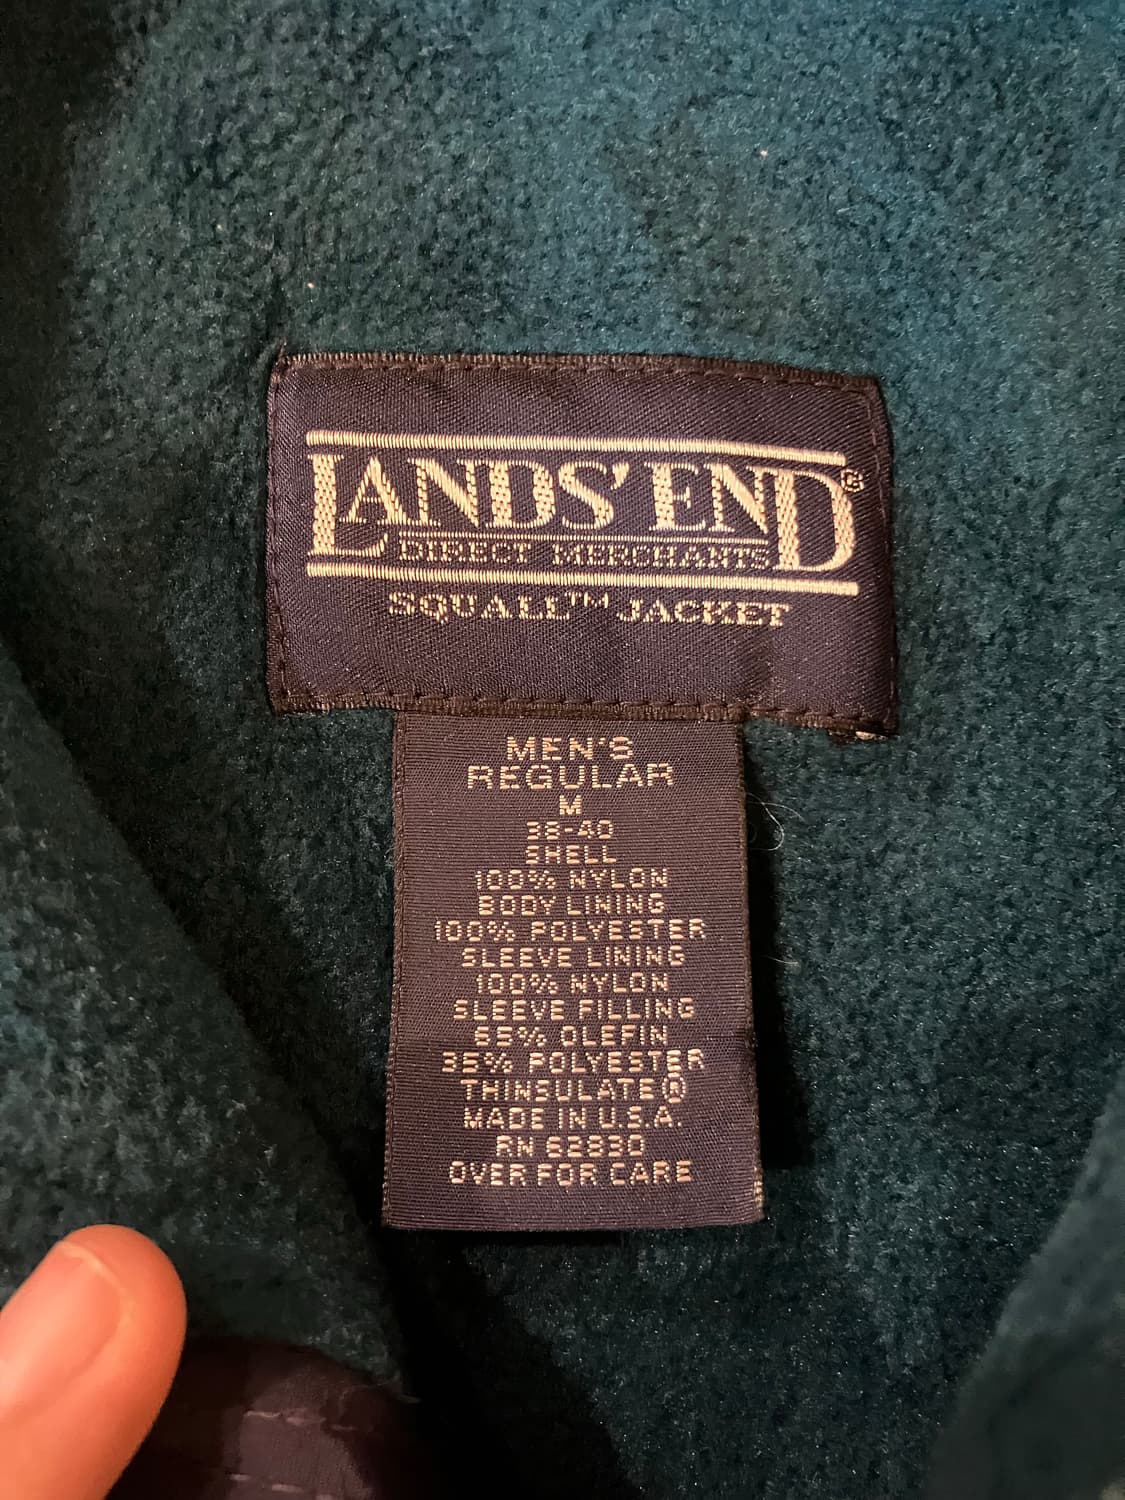 LANDS' END®
DIRECT MERCHANTS
SQUALL™ JACKET
MEN'S
REGULAR
M
38-40
SHELL
100% NYLON
BODY LINING
100% POLYESTER
SLEEVE LINING
100% NYLON
SLEEVE FILLING
65% OLEFIN
35% POLYESTER
THINSULATE®
MADE IN U.S.A.
RN 62830
OVER FOR CARE